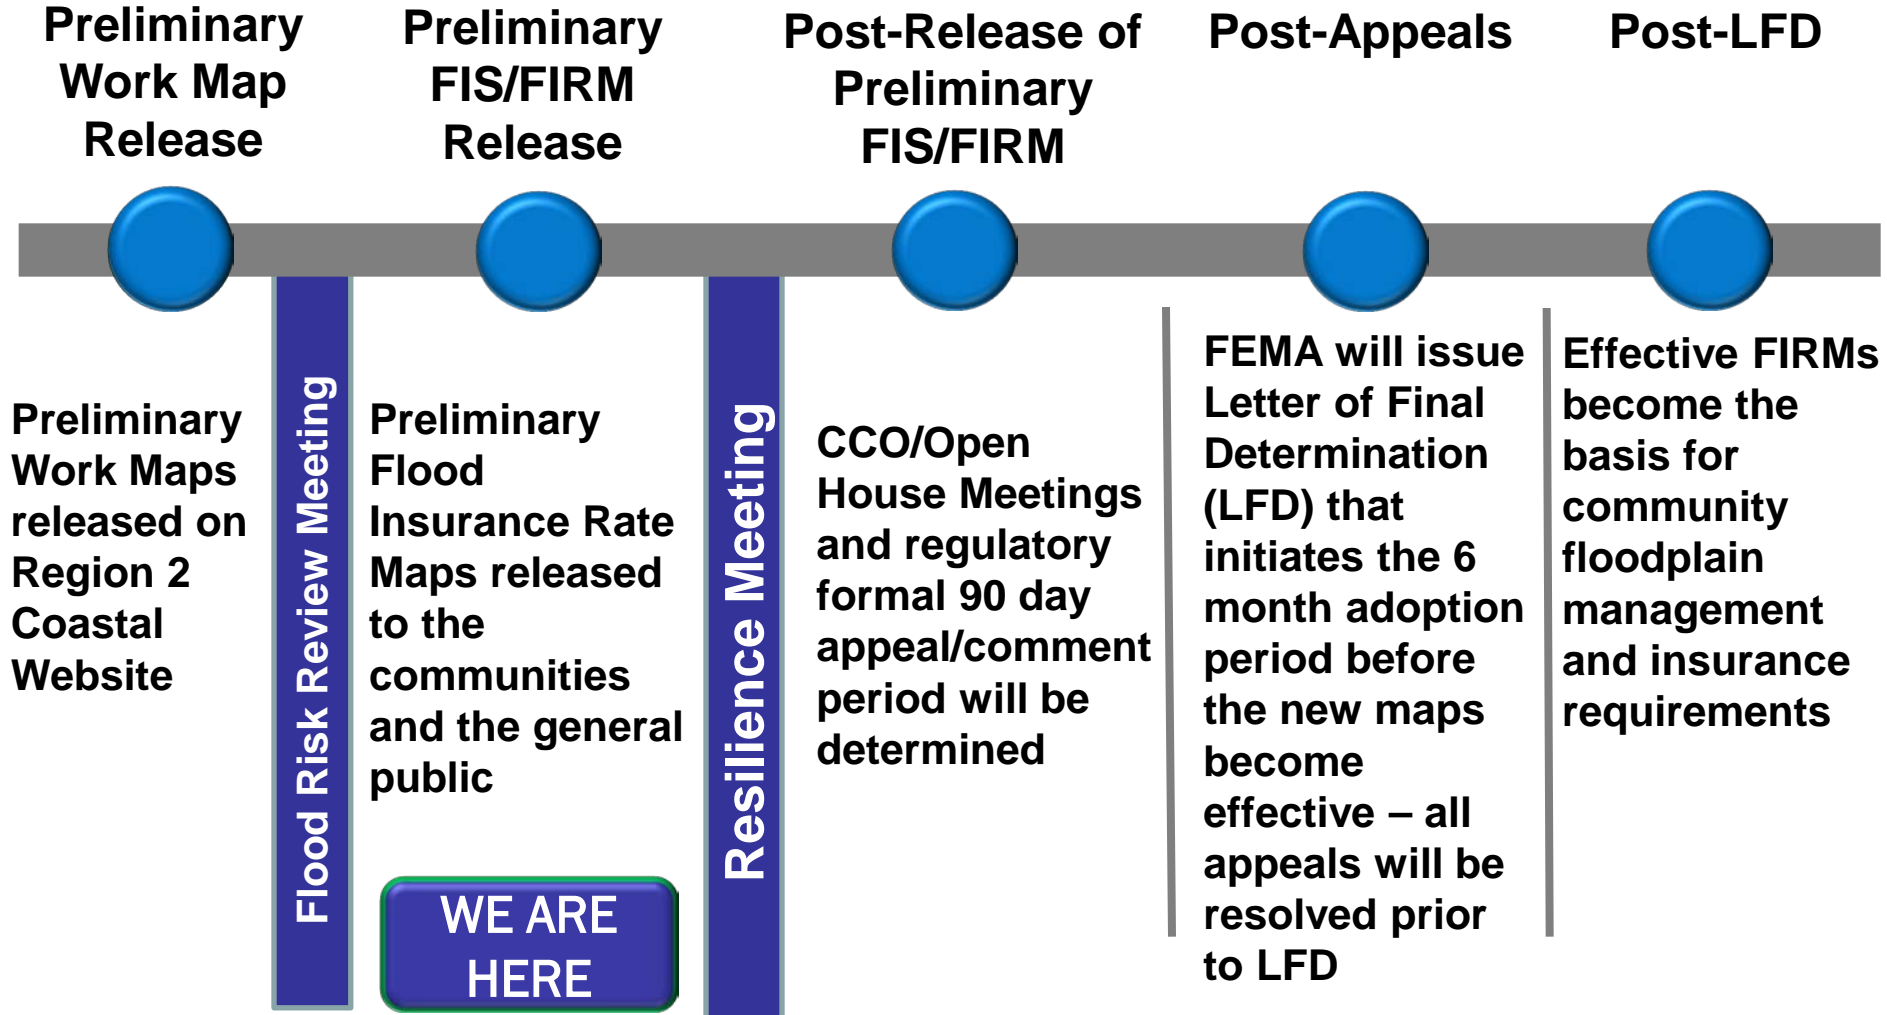 Preliminary
Work Map
Release
Preliminary
FIS/FIRM
Release
Post-Release of
Preliminary
FIS/FIRM
Post-Appeals
Post-LFD
Preliminary
Work Maps
released on
Region 2
Coastal
Website
Flood Risk Review Meeting
Preliminary
Flood
Insurance Rate
Maps released
to the
communities
and the general
public
WE ARE
HERE
Resilience Meeting
CCO/Open
House Meetings
and regulatory
formal 90 day
appeal/comment
period will be
determined
FEMA will issue
Letter of Final
Determination
(LFD) that
initiates the 6
month adoption
period before
the new maps
become
effective – all
appeals will be
resolved prior
to LFD
Effective FIRMs
become the
basis for
community
floodplain
management
and insurance
requirements